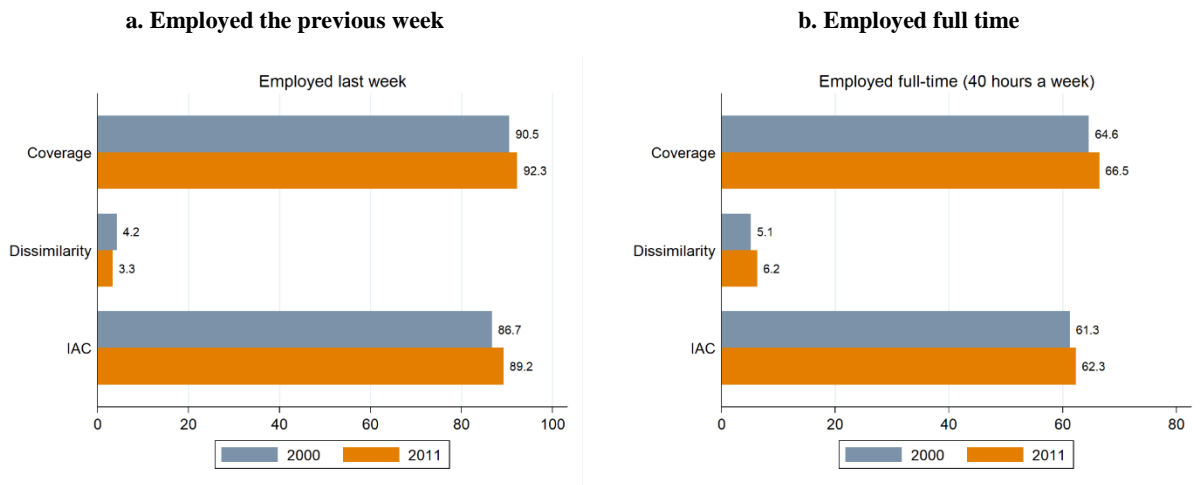 a. Employed the previous week
Employed last week
Coverage
90.5
92.3
Dissimilarity
4.2
3.3
IAC
86.7
89.2
0 20 40 60 80 100
2000 2011
b. Employed full time
Employed full-time (40 hours a week)
Coverage
64.6
66.5
Dissimilarity
5.1
6.2
IAC
61.3
62.3
0 20 40 60 80
2000 2011